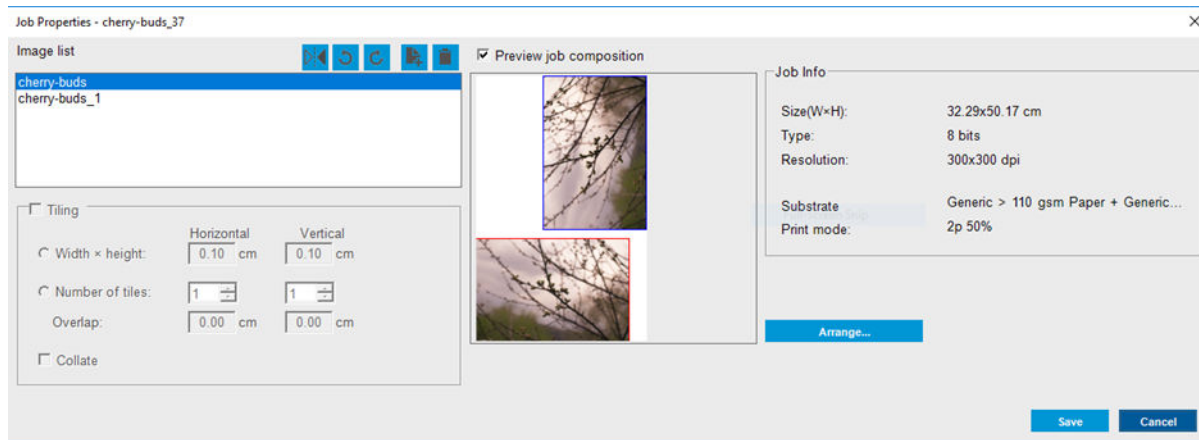 Job Properties - cherry-buds_37
Image list
cherry-buds
cherry-buds_1
Tiling
Horizontal Vertical
Width × height: 0.10 cm 0.10 cm
Number of tiles: 1 1
Overlap: 0.00 cm 0.00 cm
Collate
Preview job composition
Job Info
Size(W×H): 32.29x50.17 cm
Type: 8 bits
Resolution: 300x300 dpi
Substrate Generic > 110 gsm Paper + Generic...
Print mode: 2p 50%
Arrange...
Save Cancel